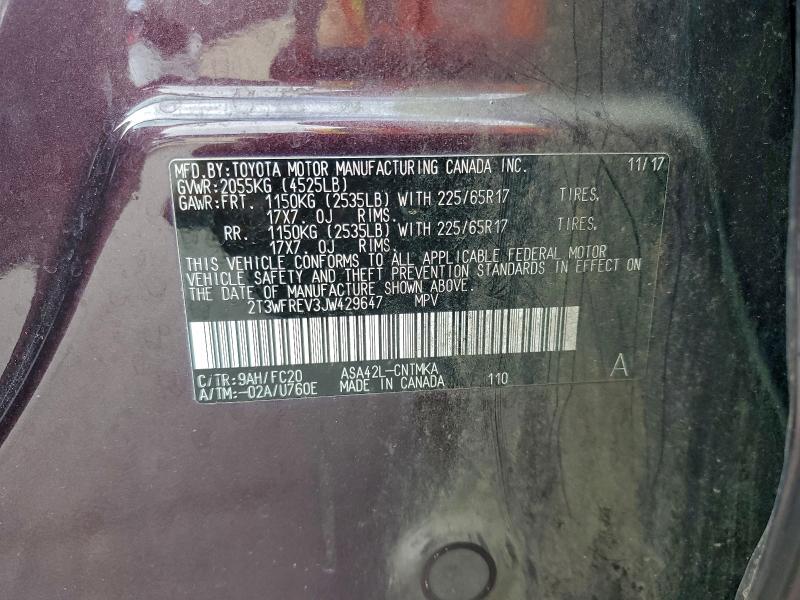 MFD.BY:TOYOTA MOTOR MANUFACTURING CANADA INC. 11/17
GVWR:2055KG (4525LB)
GAWR:FRT. 1150KG (2535LB) WITH 225/65R17 TIRES.
17X7. OJ RIMS.
RR. 1150KG (2535LB) WITH 225/65R17 TIRES.
17X7. OJ RIMS.
THIS VEHICLE CONFORMS TO ALL APPLICABLE FEDERAL MOTOR
VEHICLE SAFETY AND THEFT PREVENTION STANDARDS IN EFFECT ON
THE DATE OF MANUFACTURE SHOWN ABOVE.
2T3WFREV3JW429647 MPV
C/TR:9AH/FC20 ASA42L-CNTMKA
A/TM:-02A/U760E MADE IN CANADA 110 A